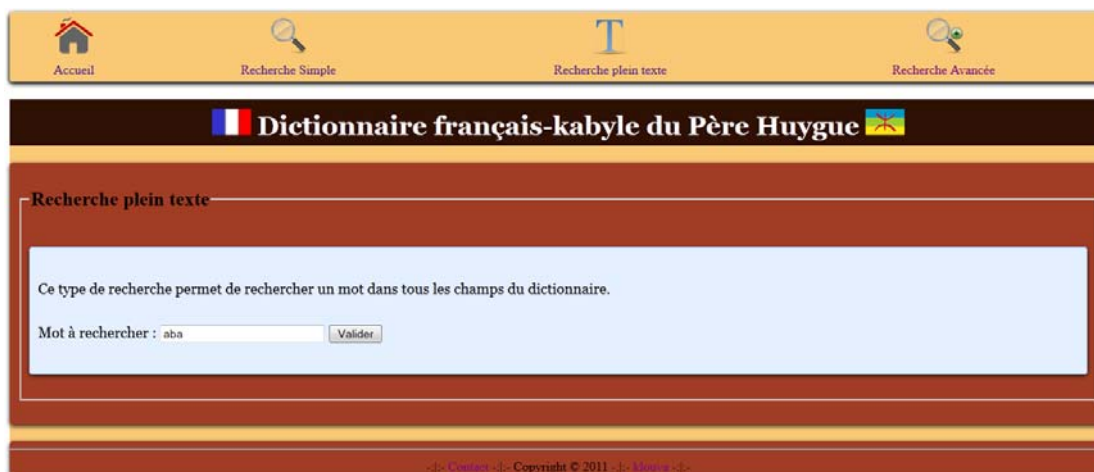 Accueil Recherche Simple Recherche plein texte Recherche Avancée
Dictionnaire français-kabyle du Père Huygue
Recherche plein texte
Ce type de recherche permet de rechercher un mot dans tous les champs du dictionnaire.
Mot à rechercher : aba Valider
-:|:- Contact -:|:- Copyright © 2011 -:|:- klouva -:|:-